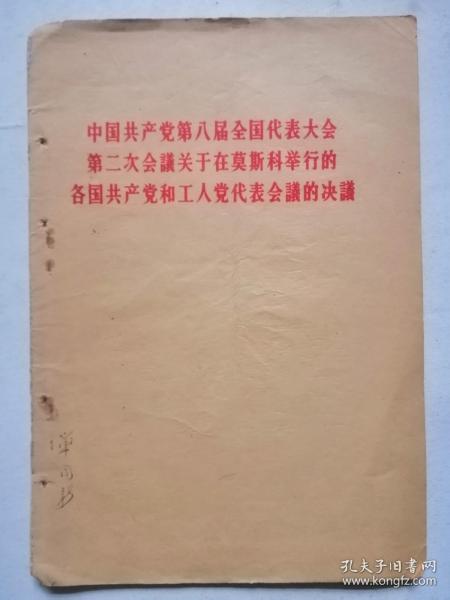 中国共产党第八届全国代表大会
第二次会議关于在莫斯科举行的
各国共产党和工人党代表会議的决議
孔夫子旧书网
www.kongfz.com